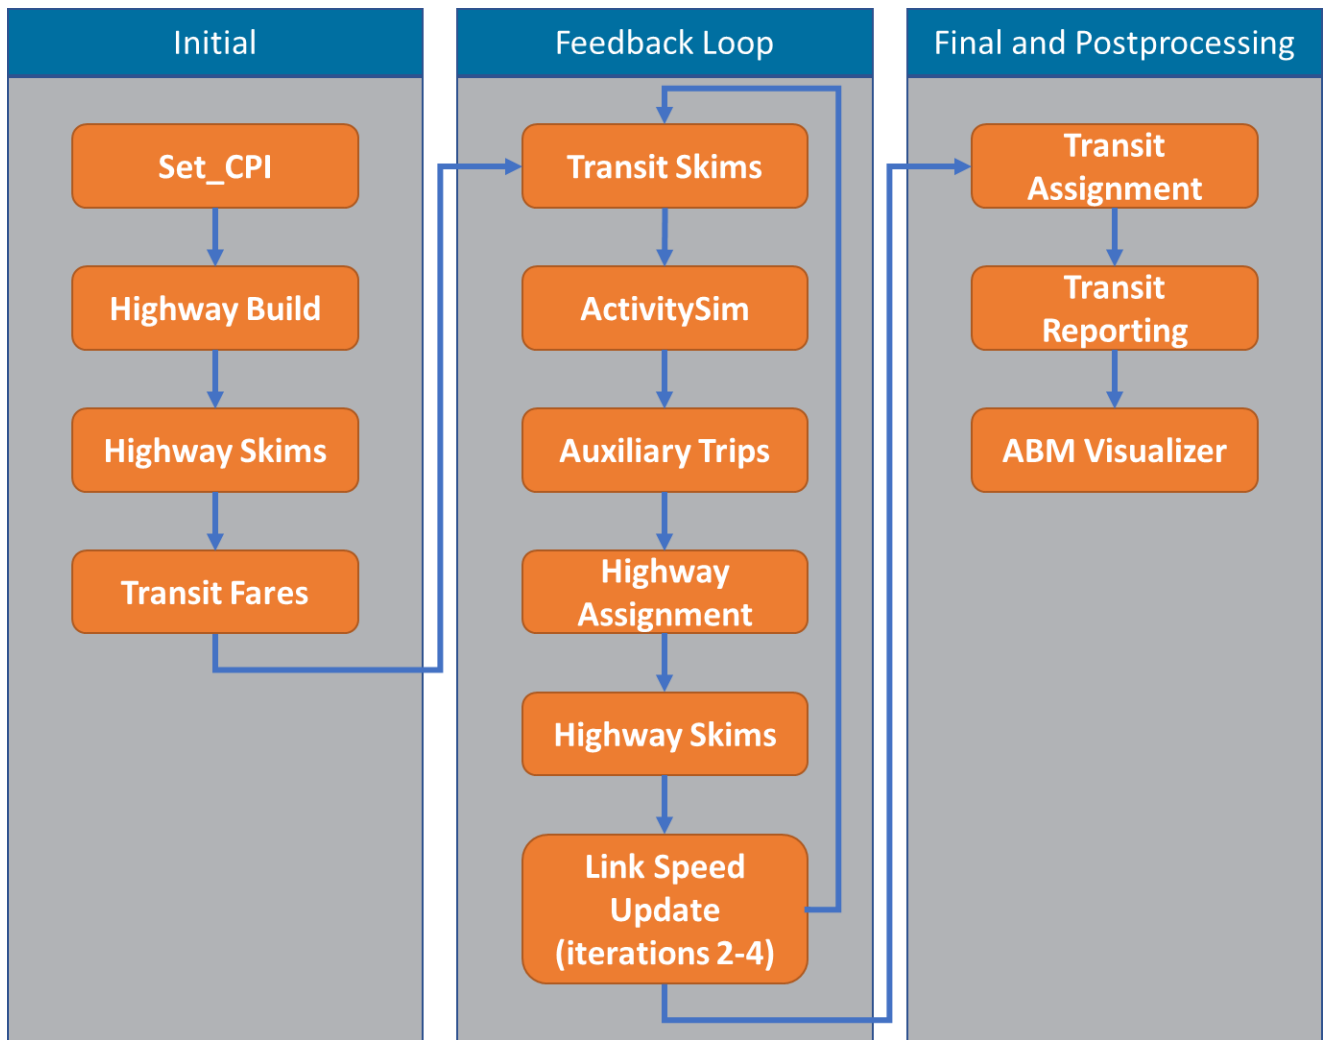 Initial
Set_CPI
Highway Build
Highway Skims
Transit Fares
Feedback Loop
Transit Skims
ActivitySim
Auxiliary Trips
Highway
Assignment
Highway Skims
Link Speed
Update
(iterations 2-4)
Final and Postprocessing
Transit
Assignment
Transit
Reporting
ABM Visualizer